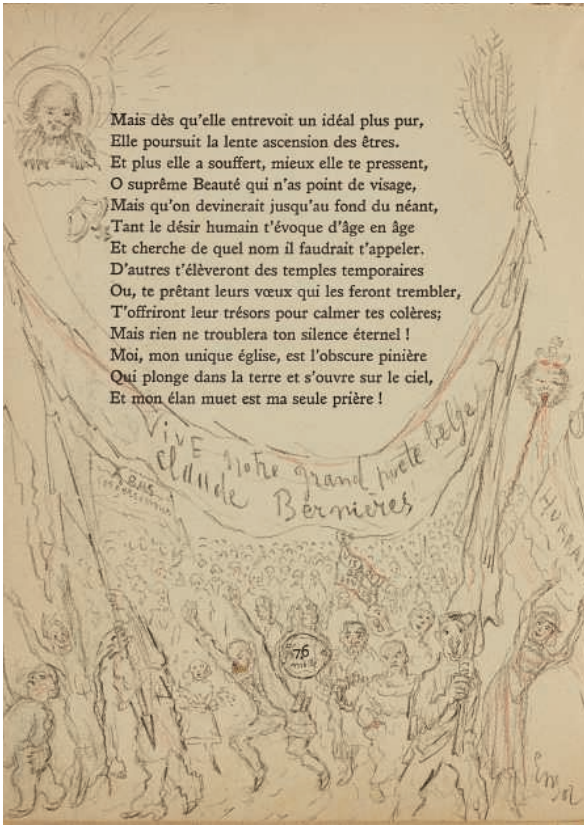 Mais dès qu'elle entrevoit un idéal plus pur,
Elle poursuit la lente ascension des êtres.
Et plus elle a souffert, mieux elle te pressent,
O suprême Beauté qui n'as point de visage,
Mais qu'on devinerait jusqu'au fond du néant,
Tant le désir humain t'évoque d'âge en âge
Et cherche de quel nom il faudrait t'appeler.
D'autres t'élèveront des temples temporaires
Ou, te prêtant leurs vœux qui les feront trembler,
T'offriront leur trésors pour calmer tes colères;
Mais rien ne troublera ton silence éternel !
Moi, mon unique église, est l'obscure pinière
Qui plonge dans la terre et s'ouvre sur le ciel,
Et mon élan muet est ma seule prière !
Vive notre grand poète belge
Claude Bernières
76
Ensor